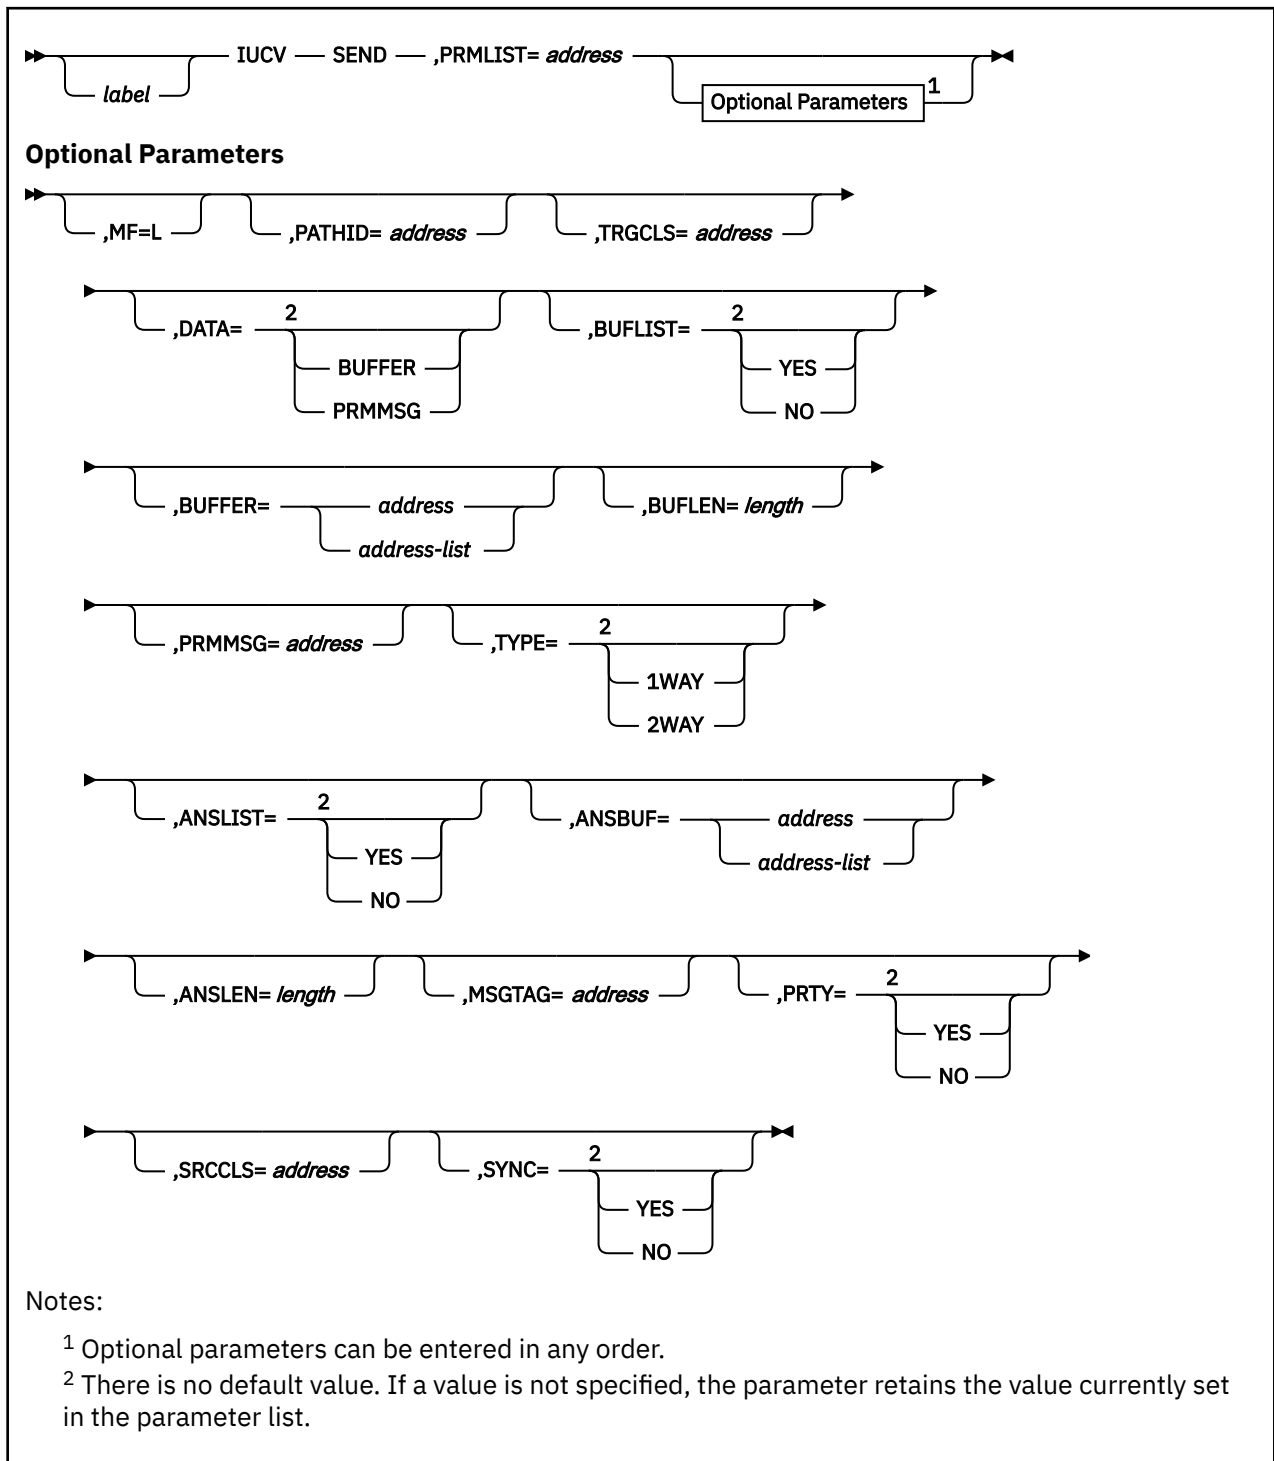 IUCV SEND ,PRMLIST= address
label
Optional Parameters 1
Optional Parameters
,MF=L ,PATHID= address ,TRGCLS= address
,DATA= 2 ,BUFLIST= 2
BUFFER YES
PRMMSG NO
,BUFFER= address ,BUFLEN= length
address-list
,PRMMSG= address ,TYPE= 2
1WAY
2WAY
,ANSLIST= 2 ,ANSBUF= address
YES address-list
NO
,ANSLEN= length ,MSGTAG= address ,PRTY= 2
YES
NO
,SRCCLS= address ,SYNC= 2
YES
NO
Notes:
1 Optional parameters can be entered in any order.
2 There is no default value. If a value is not specified, the parameter retains the value currently set
in the parameter list.